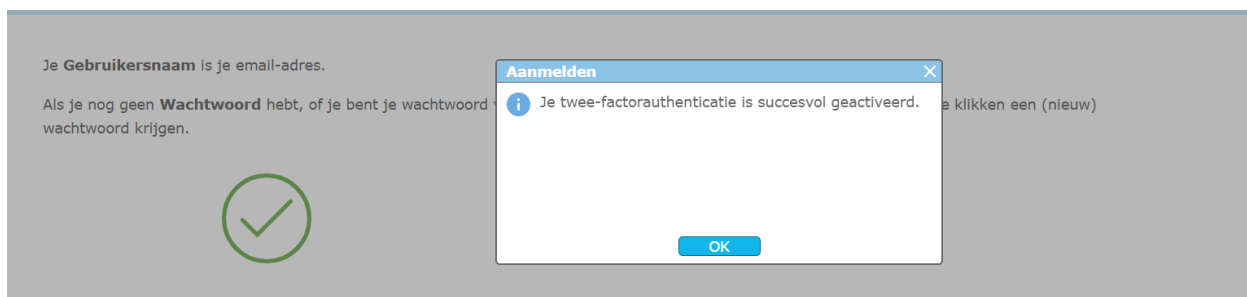 Je Gebruikersnaam is je email-adres.
Als je nog geen Wachtwoord hebt, of je bent je wachtwoord
e klikken een (nieuw)
wachtwoord krijgen.
Aanmelden
Je twee-factorauthenticatie is succesvol geactiveerd.
OK